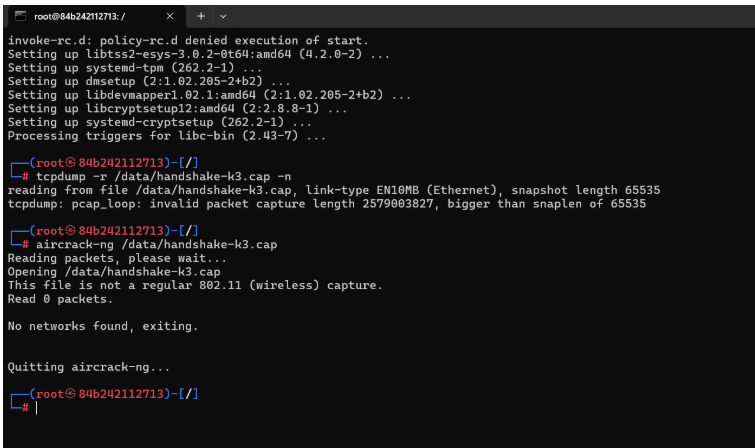 root@84b242112713: /
invoke-rc.d: policy-rc.d denied execution of start.
Setting up libtss2-esys-3.0.2-0t64:amd64 (4.2.0-2) ...
Setting up systemd-tpm (262.2-1) ...
Setting up dmsetup (2:1.02.205-2+b2) ...
Setting up libdevmapper1.02.1:amd64 (2:1.02.205-2+b2) ...
Setting up libcryptsetup12:amd64 (2:2.8.8-1) ...
Setting up systemd-cryptsetup (262.2-1) ...
Processing triggers for libc-bin (2.43-7) ...
┌──(root㉿84b242112713)-[/]
└─# tcpdump -r /data/handshake-k3.cap -n
reading from file /data/handshake-k3.cap, link-type EN10MB (Ethernet), snapshot length 65535
tcpdump: pcap_loop: invalid packet capture length 2579003827, bigger than snaplen of 65535
┌──(root㉿84b242112713)-[/]
└─# aircrack-ng /data/handshake-k3.cap
Reading packets, please wait...
Opening /data/handshake-k3.cap
This file is not a regular 802.11 (wireless) capture.
Read 0 packets.
No networks found, exiting.
Quitting aircrack-ng...
┌──(root㉿84b242112713)-[/]
└─#